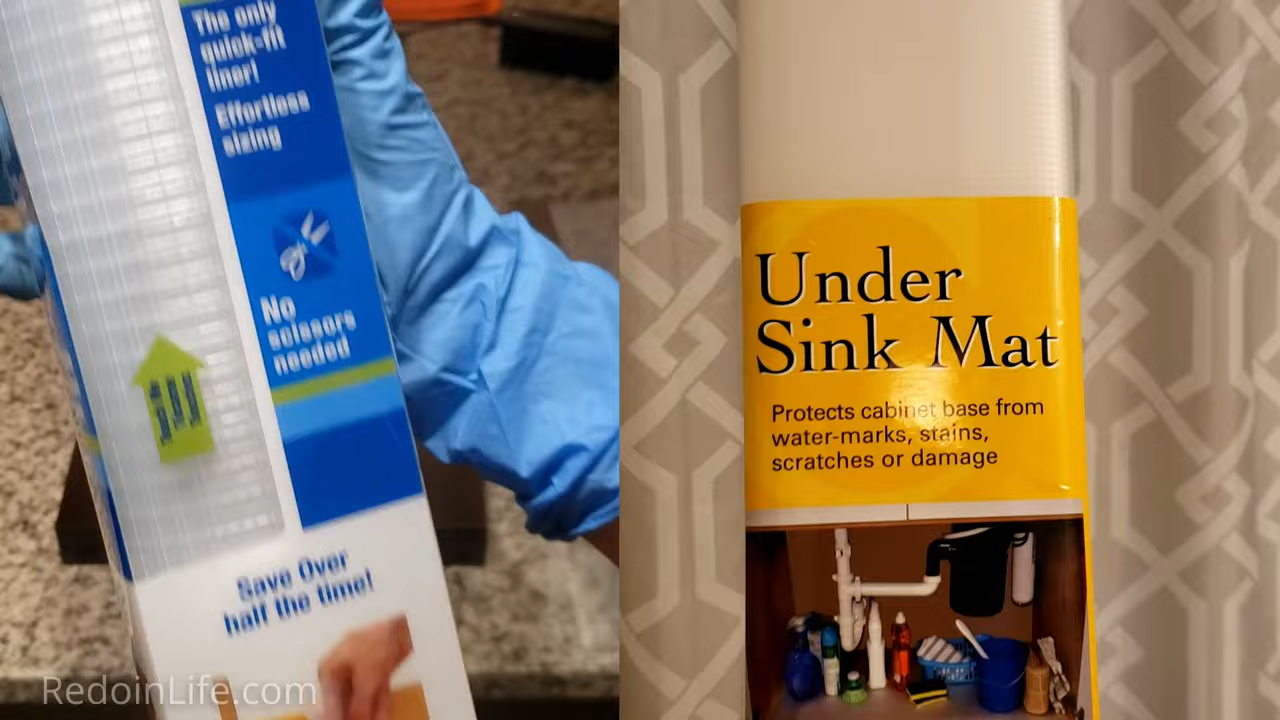 The only
quick-fit
liner!
Effortless
sizing
No
scissors
needed
Save Over
half the time!
RedoinLife.com
Under
Sink Mat
Protects cabinet base from
water-marks, stains,
scratches or damage